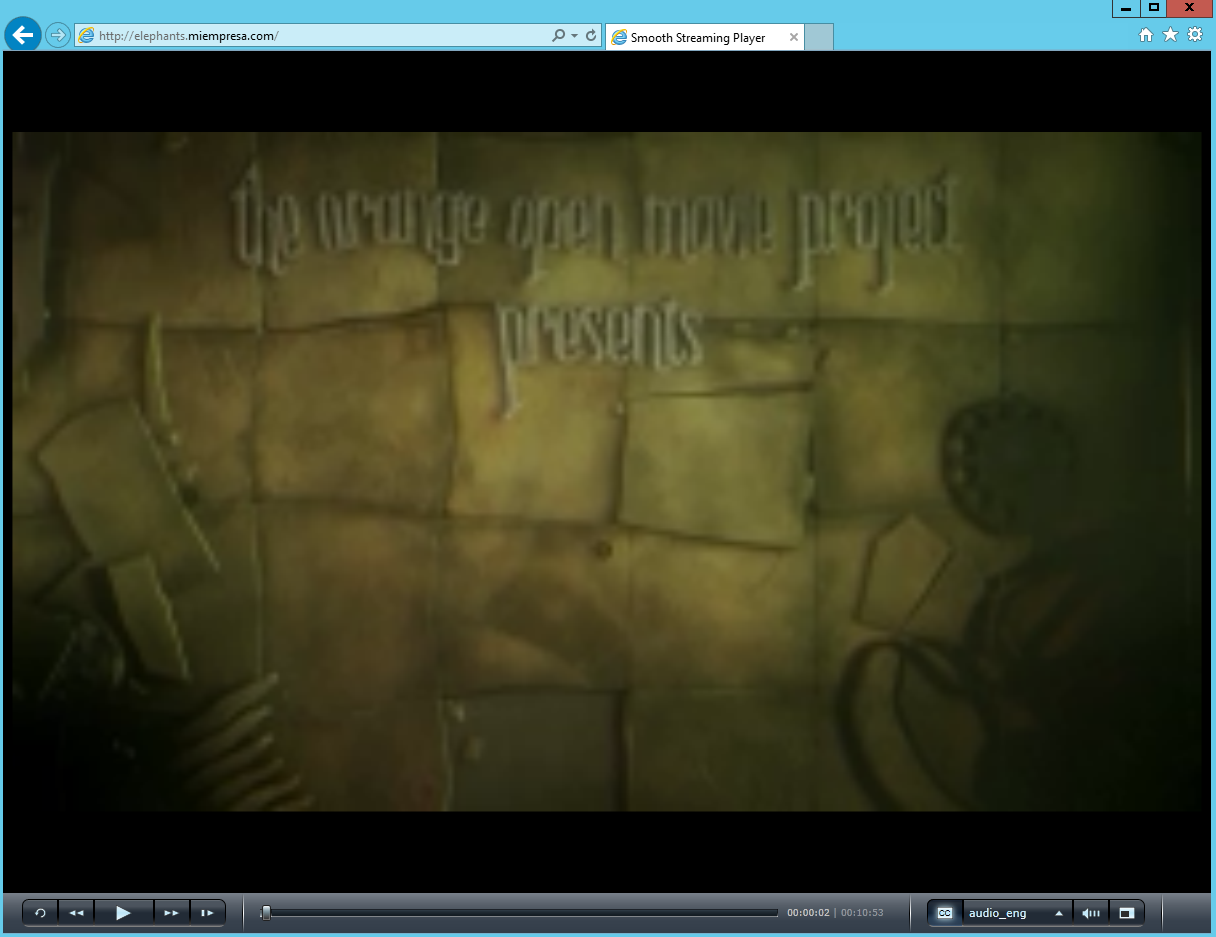 http://elephants.miempresa.com/
Smooth Streaming Player
the orange open movie project
presents
00:00:02 | 00:10:53
CC
audio_eng